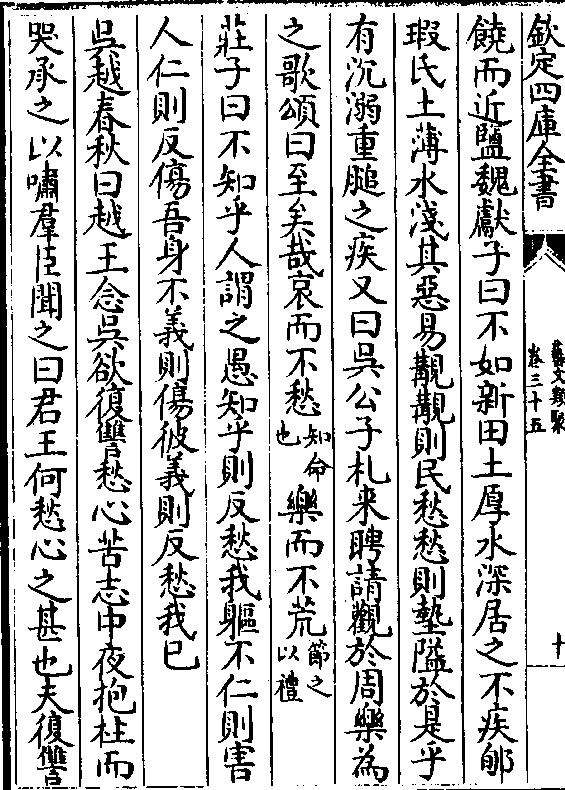 欽定四庫全書
藝文類聚
卷三十五
十
饒而近鹽魏獻子曰不如新田土厚水深居之不疾郇
瑕氏土薄水淺其惡易覯覯則民愁愁則墊隘於是乎
有沉溺重膇之疾又曰吳公子札来聘請觀於周樂為
之歌頌曰至矣哉哀而不愁知命也樂而不荒節之以禮
莊子曰不知乎人謂之愚知乎則反愁我軀不仁則害
人仁則反傷吾身不義則傷彼義則反愁我已
吳越春秋曰越王念吳欲復讐愁心苦志中夜抱柱而
哭承之以嘯羣臣聞之曰君王何愁心之甚也夫復讐